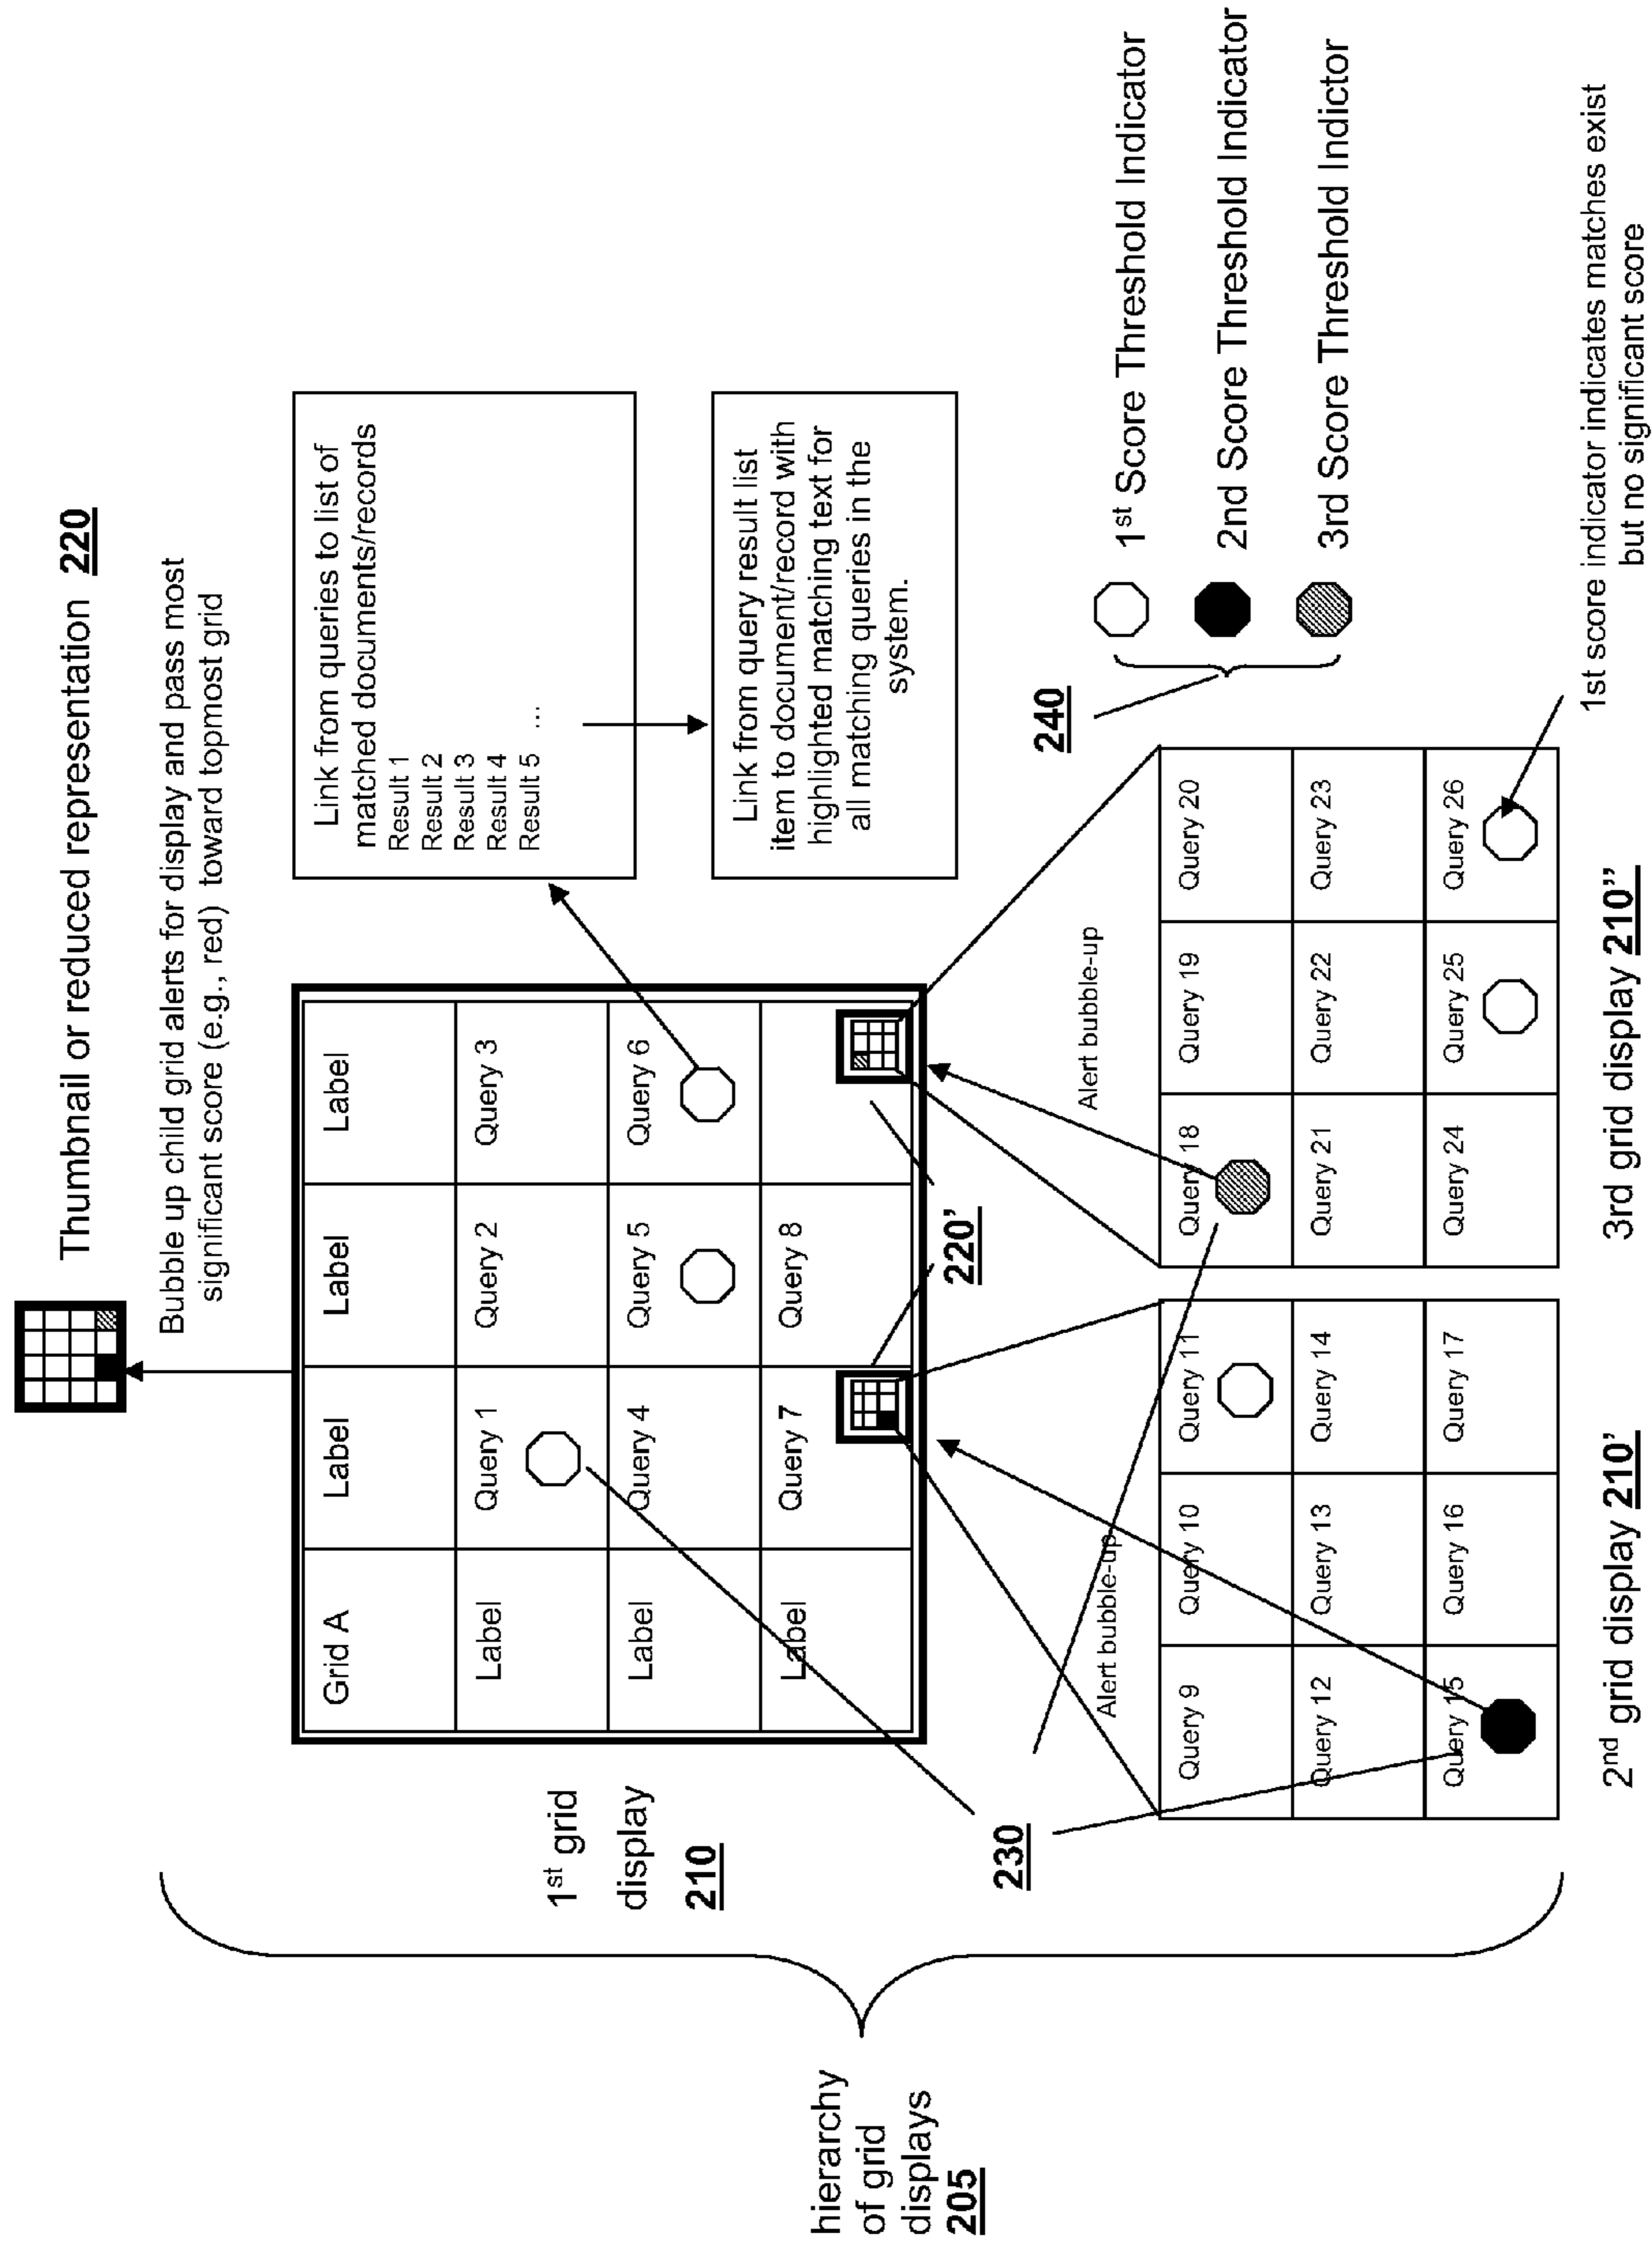 Thumbnail or reduced representation 220
Bubble up child grid alerts for display and pass most
significant score (e.g., red) toward topmost grid
hierarchy
of grid
displays
205
1st grid
display
210
Grid A
Label
Label
Label
Label
Query 1
Query 2
Query 3
Label
Query 4
Query 5
Query 6
Label
Query 7
Query 8
220'
Link from queries to list of
matched documents/records
Result 1
Result 2
Result 3
Result 4
Result 5 ...
Link from query result list
item to document/record with
highlighted matching text for
all matching queries in the
system.
230
Alert bubble-up
Query 9
Query 10
Query 11
Query 12
Query 13
Query 14
Query 15
Query 16
Query 17
2nd grid display 210'
Alert bubble-up
Query 18
Query 19
Query 20
Query 21
Query 22
Query 23
Query 24
Query 25
Query 26
3rd grid display 210”
240
1st Score Threshold Indicator
2nd Score Threshold Indicator
3rd Score Threshold Indictor
1st score indicator indicates matches exist
but no significant score